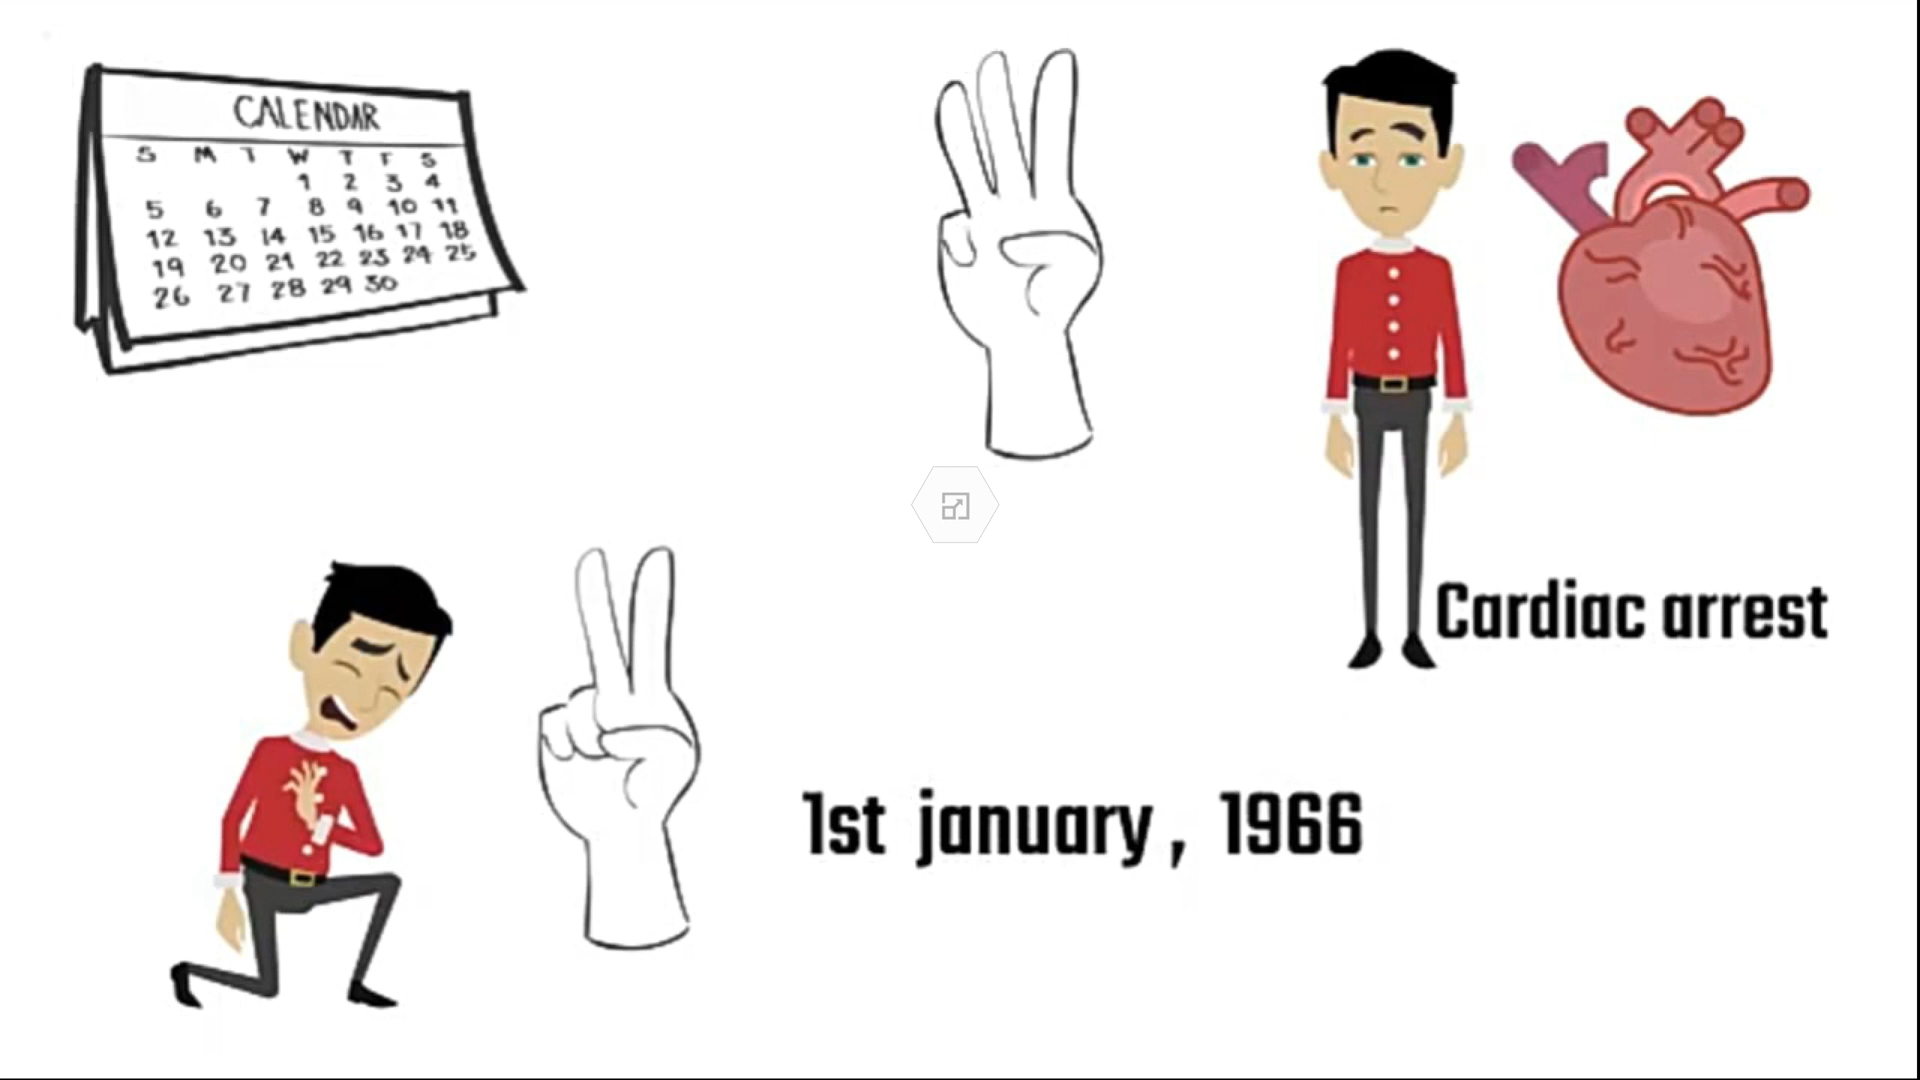 CALENDAR
S M T W T F S
1 2 3 4
5 6 7 8 9 10 11
12 13 14 15 16 17 18
19 20 21 22 23 24 25
26 27 28 29 30
Cardiac arrest
1st january, 1966